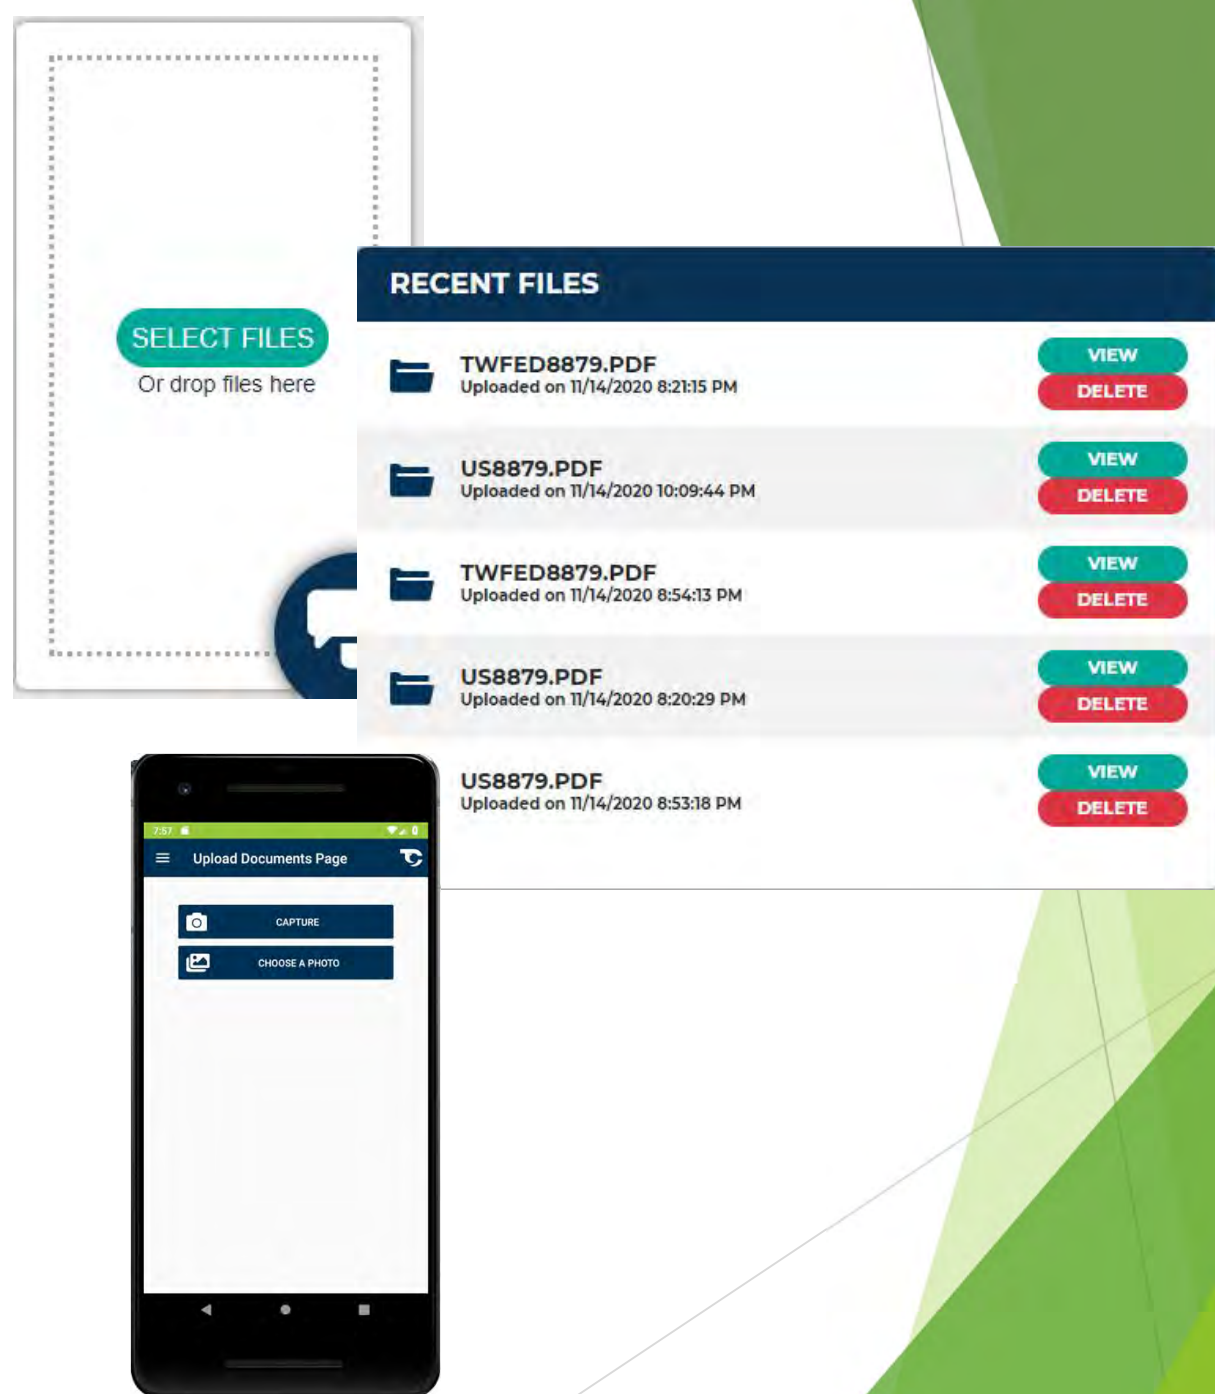 SELECT FILES
Or drop files here
RECENT FILES
TWFED8879.PDF
Uploaded on 11/14/2020 8:21:15 PM
VIEW
DELETE
US8879.PDF
Uploaded on 11/14/2020 10:09:44 PM
VIEW
DELETE
TWFED8879.PDF
Uploaded on 11/14/2020 8:54:13 PM
VIEW
DELETE
US8879.PDF
Uploaded on 11/14/2020 8:20:29 PM
VIEW
DELETE
US8879.PDF
Uploaded on 11/14/2020 8:53:18 PM
VIEW
DELETE
7:57
Upload Documents Page
CAPTURE
CHOOSE A PHOTO